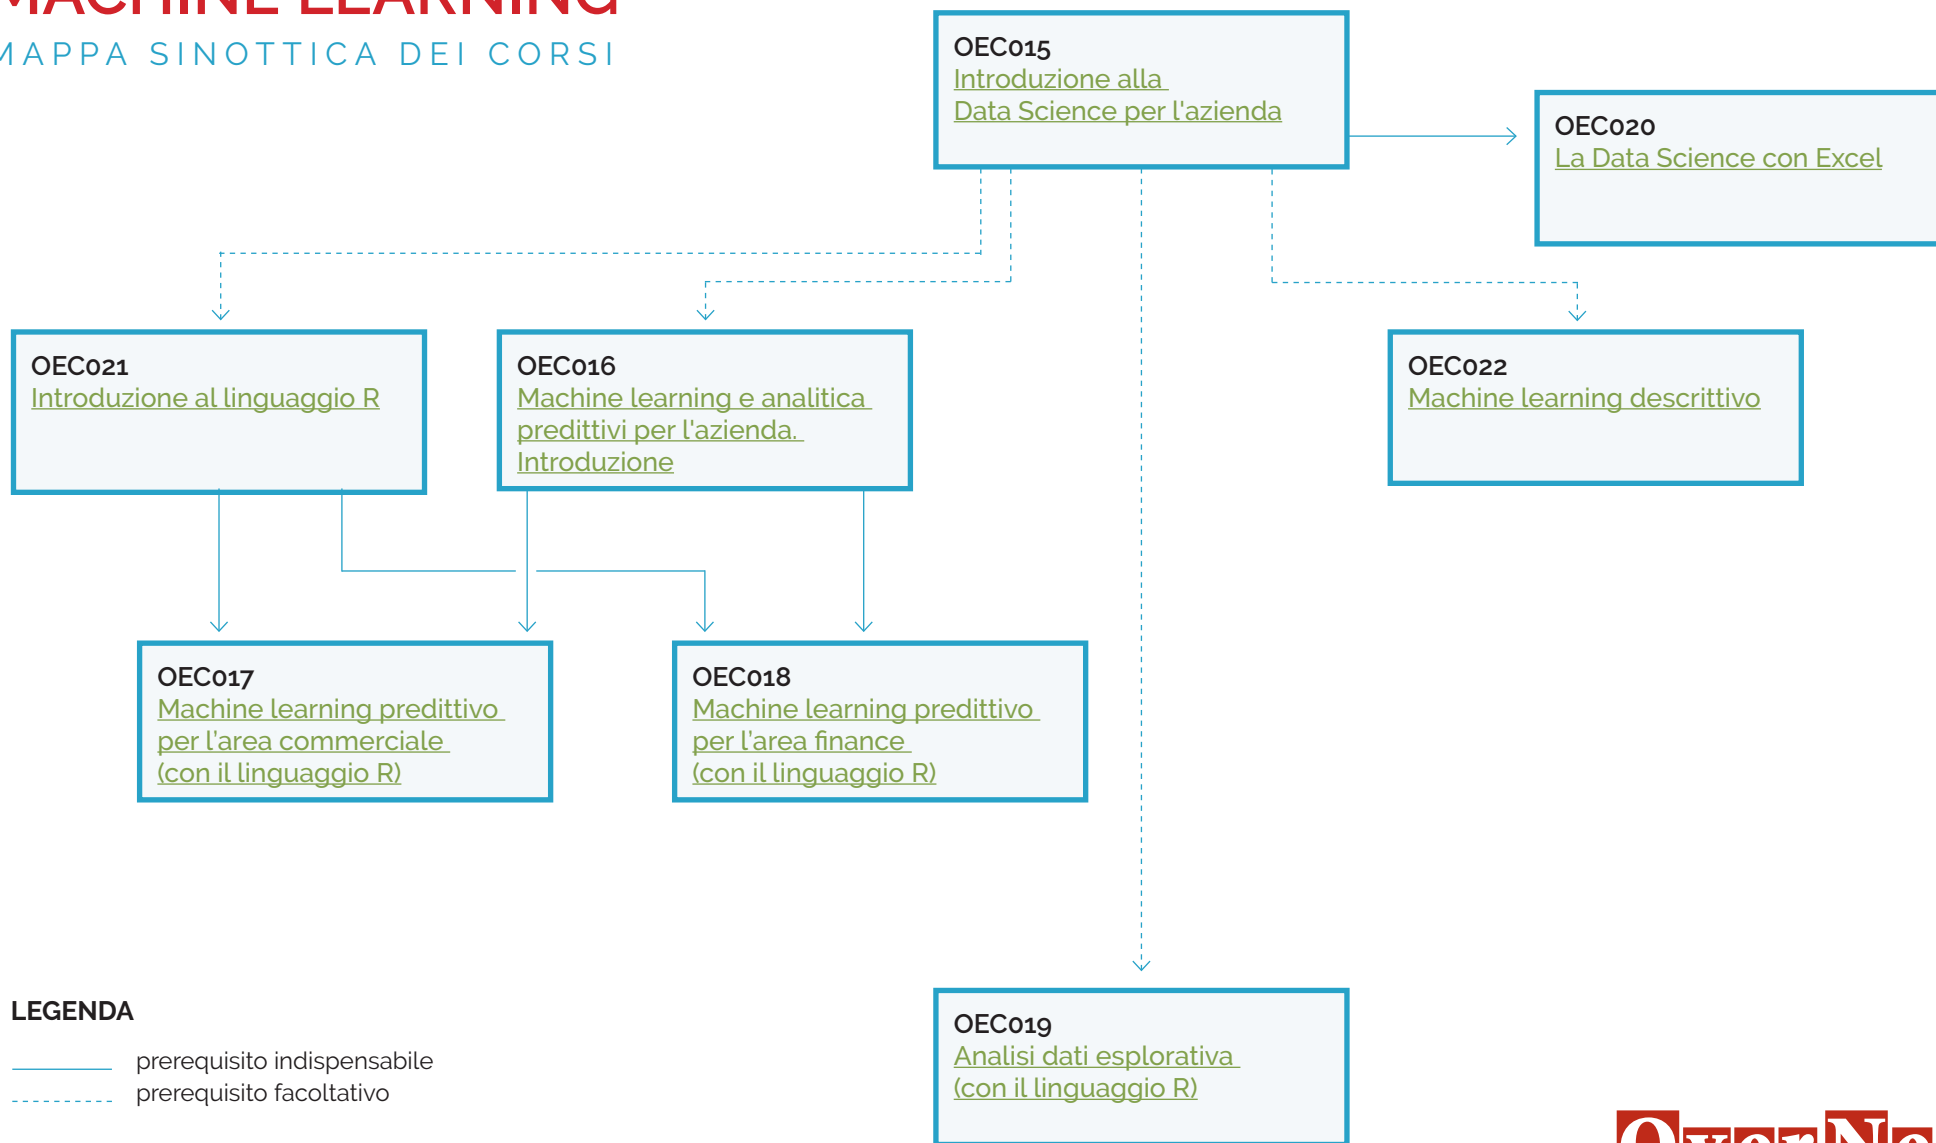 MACHINE LEARNING
MAPPA SINOTTICA DEI CORSI
OEC015
Introduzione alla
Data Science per l'azienda
OEC020
La Data Science con Excel
OEC021
Introduzione al linguaggio R
OEC016
Machine learning e analitica
predittivi per l'azienda.
Introduzione
OEC022
Machine learning descrittivo
OEC017
Machine learning predittivo
per l’area commerciale
(con il linguaggio R)
OEC018
Machine learning predittivo
per l’area finance
(con il linguaggio R)
LEGENDA
prerequisito indispensabile
prerequisito facoltativo
OEC019
Analisi dati esplorativa
(con il linguaggio R)